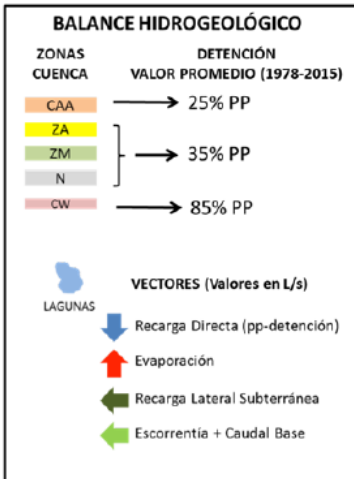 BALANCE HIDROGEOLÓGICO
ZONAS CUENCA
DETENCIÓN
VALOR PROMEDIO (1978-2015)
CAA
25% PP
ZA
ZM
N
35% PP
CW
85% PP
LAGUNAS
VECTORES (Valores en L/s)
Recarga Directa (pp-detención)
Evaporación
Recarga Lateral Subterránea
Escorrentía + Caudal Base